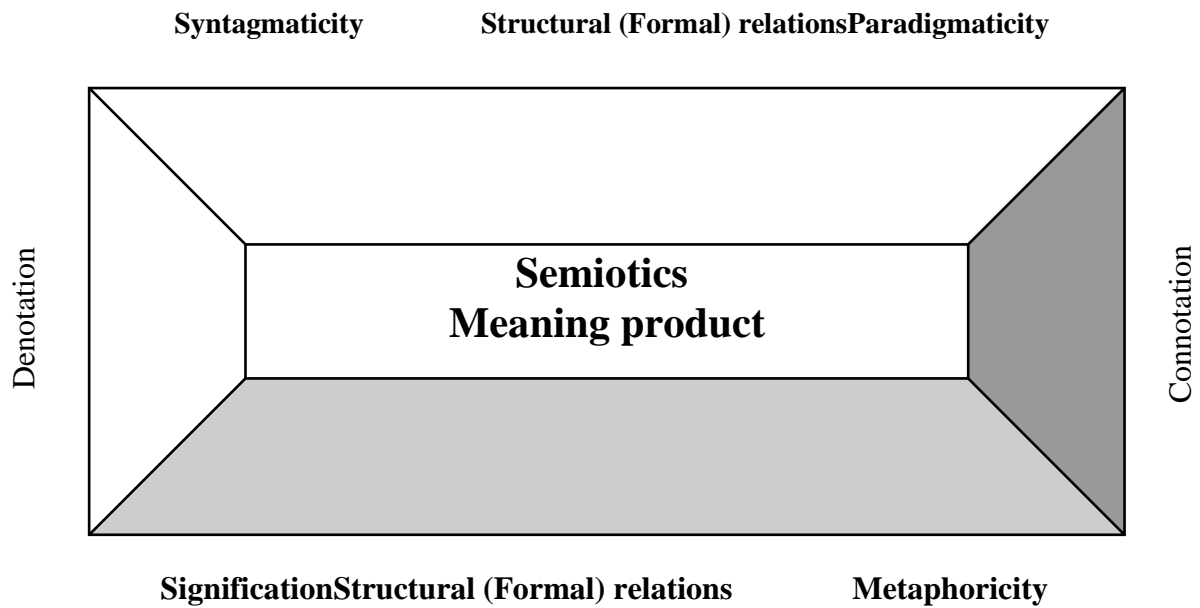 Syntagmaticity Structural (Formal) relationsParadigmaticity
Denotation
Semiotics
Meaning product
Connotation
SignificationStructural (Formal) relations Metaphoricity